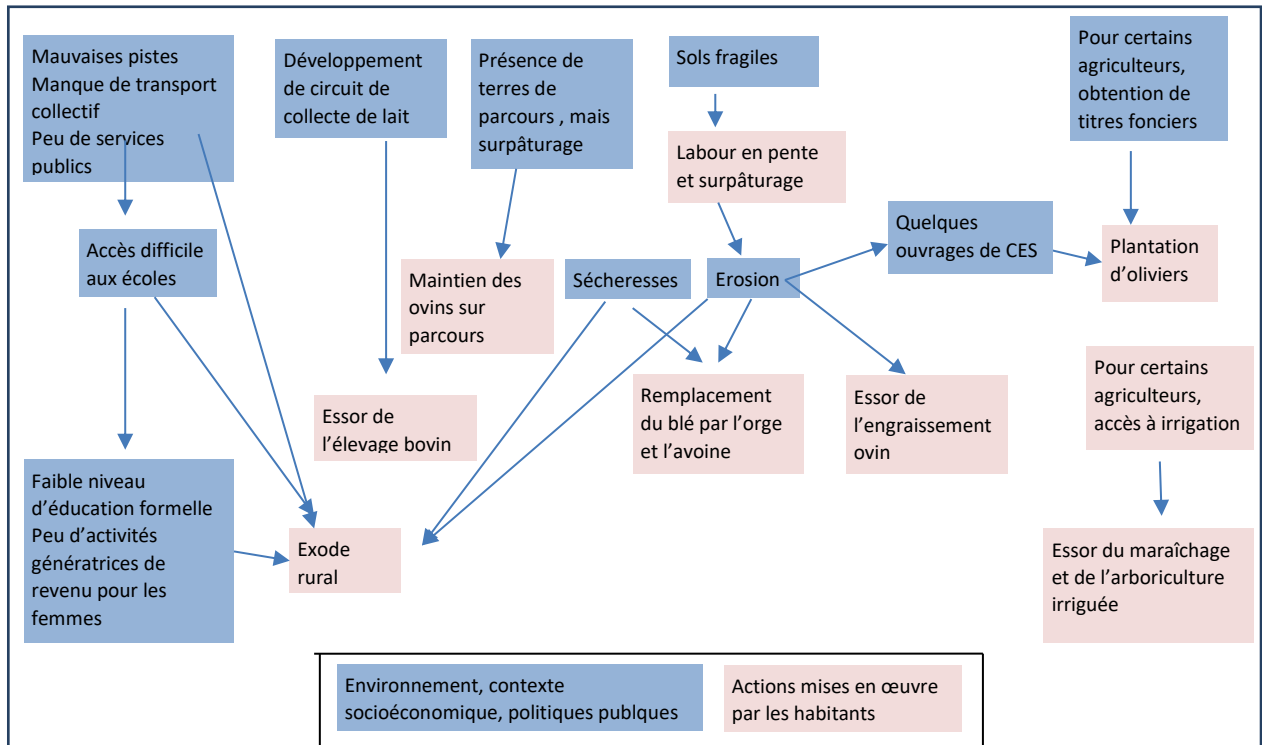 Mauvaises pistes
Manque de transport
collectif
Peu de services
publics
Développement
de circuit de
collecte de lait
Présence de
terres de
parcours , mais
surpâturage
Sols fragiles
Pour certains
agriculteurs,
obtention de
titres fonciers
Labour en pente
et surpâturage
Accès difficile
aux écoles
Maintien des
ovins sur
parcours
Sécheresses
Erosion
Quelques
ouvrages de CES
Plantation
d’oliviers
Essor de
l’élevage bovin
Remplacement
du blé par l’orge
et l’avoine
Essor de
l’engraissement
ovin
Pour certains
agriculteurs,
accès à irrigation
Faible niveau
d’éducation formelle
Peu d’activités
génératrices de
revenu pour les
femmes
Exode
rural
Essor du maraîchage
et de l’arboriculture
irriguée
Environnement, contexte
socioéconomique, politiques publques
Actions mises en œuvre
par les habitants